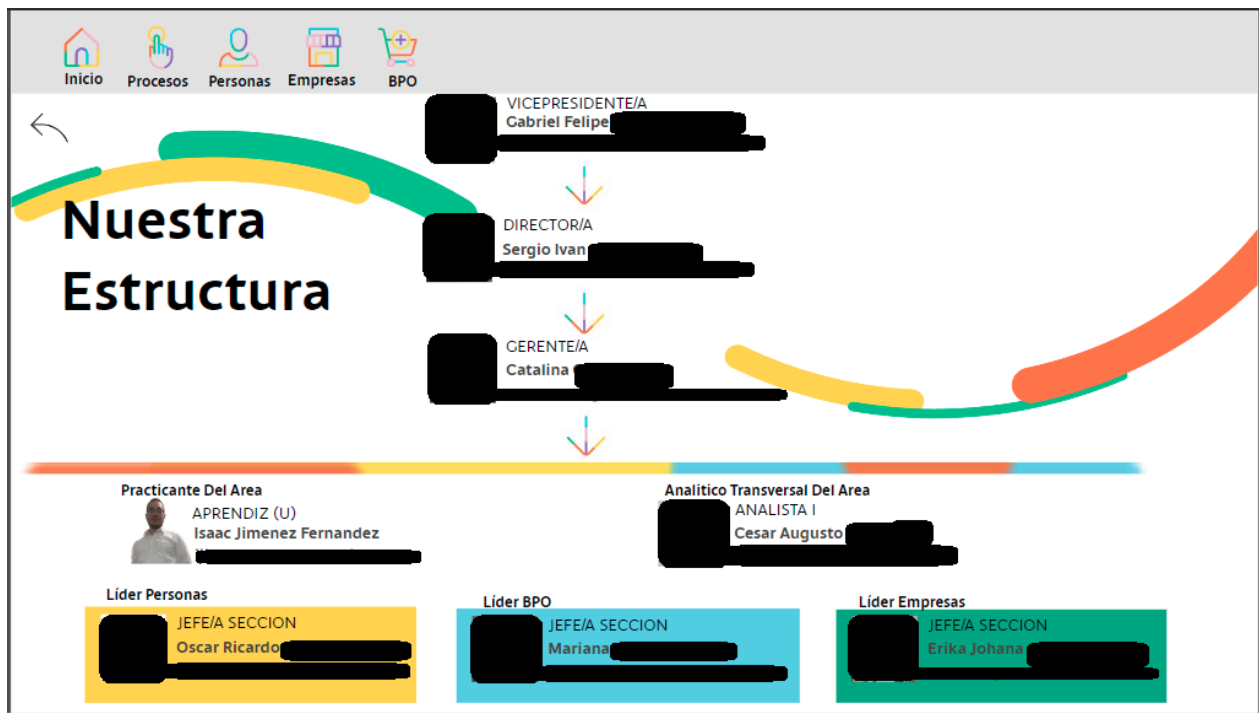 Inicio
Procesos
Personas
Empresas
BPO
VICEPRESIDENTE/A
Gabriel Felipe
Nuestra
Estructura
DIRECTOR/A
Sergio Ivan
GERENTE/A
Catalina
Practicante Del Area
APRENDIZ (U)
Isaac Jimenez Fernandez
Analitico Transversal Del Area
ANALISTA I
Cesar Augusto
Líder Personas
JEFE/A SECCION
Oscar Ricardo
Líder BPO
JEFE/A SECCION
Mariana
Líder Empresas
JEFE/A SECCION
Erika Johana